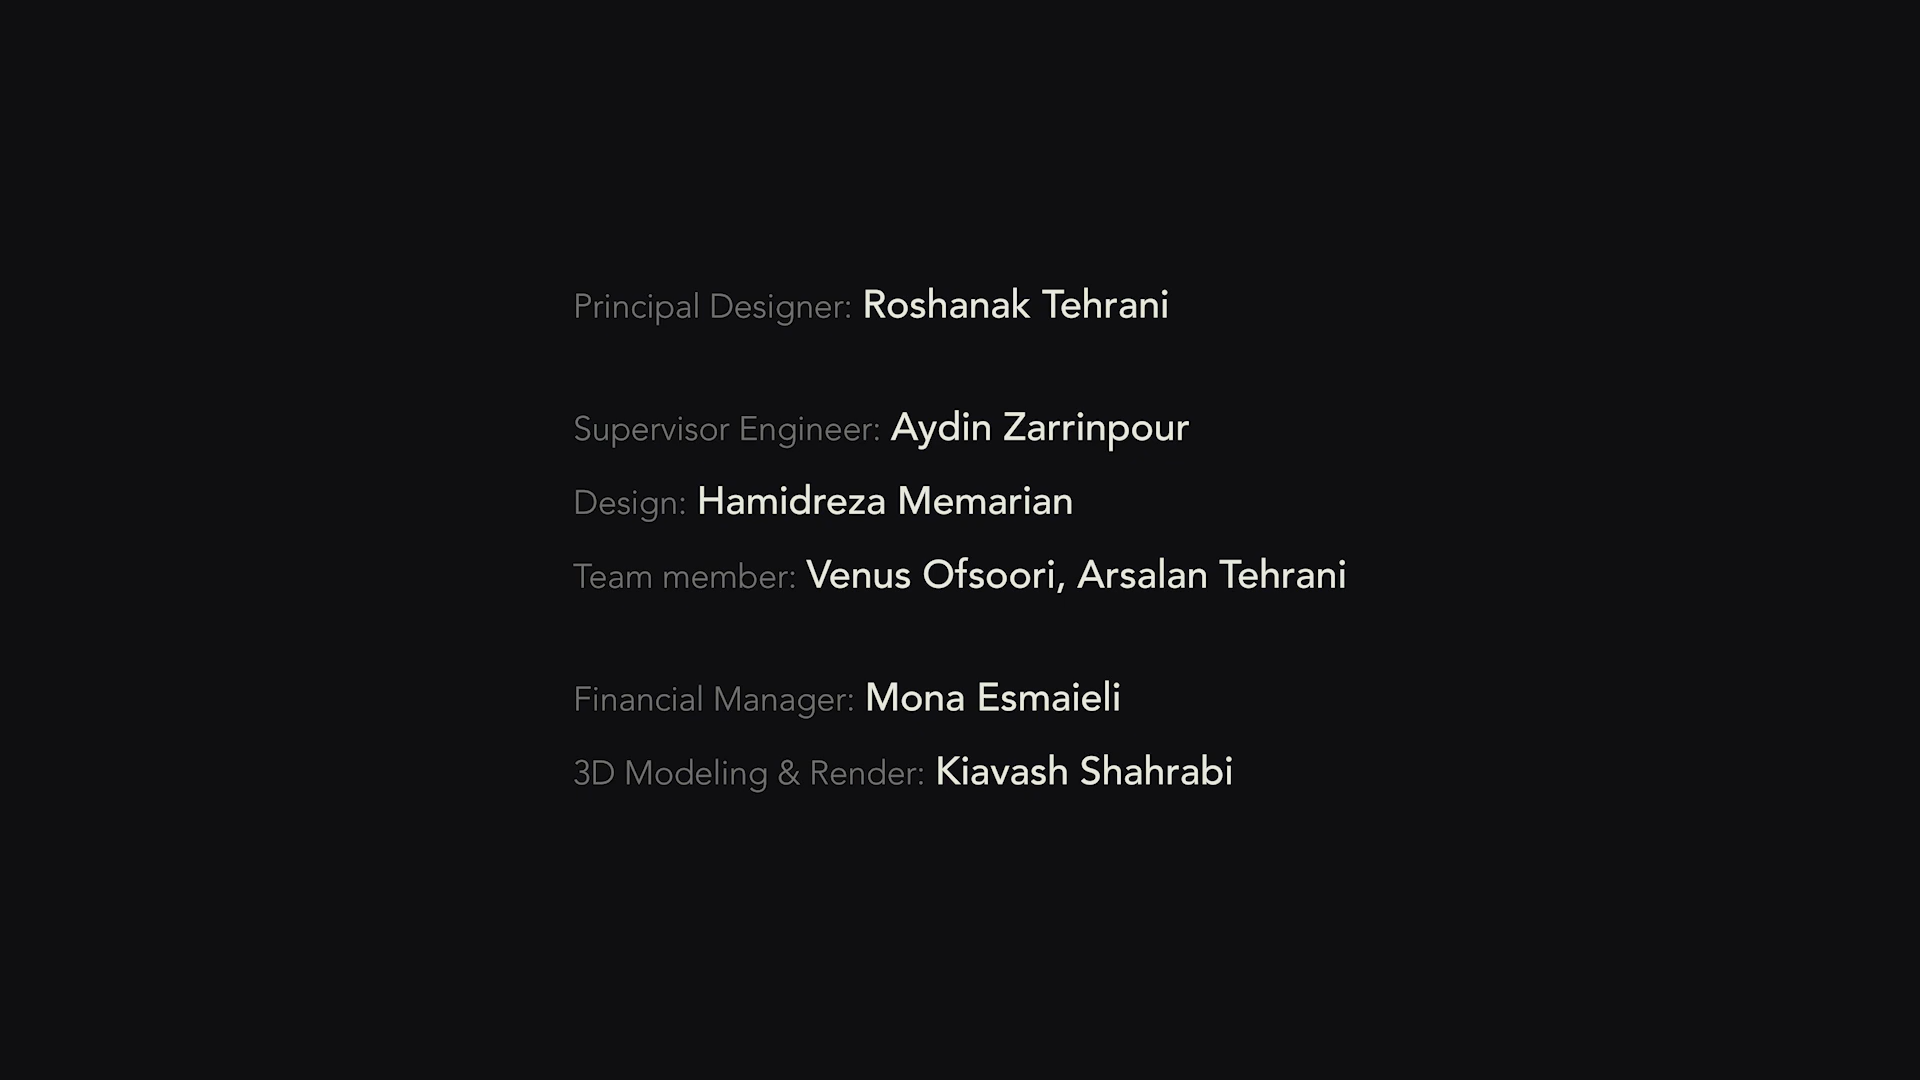 Principal Designer: Roshanak Tehrani
Supervisor Engineer: Aydin Zarrinpour
Design: Hamidreza Memarian
Team member: Venus Ofsoori, Arsalan Tehrani
Financial Manager: Mona Esmaieli
3D Modeling & Render: Kiavash Shahrabi